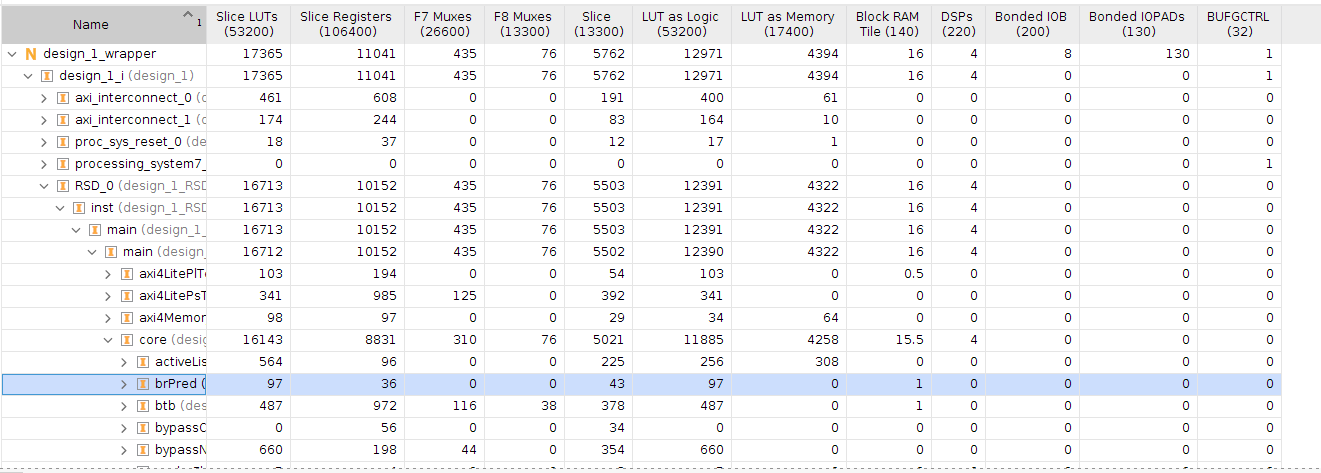 Name 1 Slice LUTs (53200) Slice Registers (106400) F7 Muxes (26600) F8 Muxes (13300) Slice (13300) LUT as Logic (53200) LUT as Memory (17400) Block RAM Tile (140) DSPs (220) Bonded IOB (200) Bonded IOPADs (130) BUFGCTRL (32)
N design_1_wrapper 17365 11041 435 76 5762 12971 4394 16 4 8 130 1
I design_1_i (design_1) 17365 11041 435 76 5762 12971 4394 16 4 0 0 1
I axi_interconnect_0 (d 461 608 0 0 191 400 61 0 0 0 0 0
I axi_interconnect_1 (d 174 244 0 0 83 164 10 0 0 0 0 0
I proc_sys_reset_0 (de 18 37 0 0 12 17 1 0 0 0 0 0
I processing_system7_ 0 0 0 0 0 0 0 0 0 0 0 1
I RSD_0 (design_1_RSD 16713 10152 435 76 5503 12391 4322 16 4 0 0 0
I inst (design_1_RSD 16713 10152 435 76 5503 12391 4322 16 4 0 0 0
I main (design_1_ 16713 10152 435 76 5503 12391 4322 16 4 0 0 0
I main (design_ 16712 10152 435 76 5502 12390 4322 16 4 0 0 0
I axi4LitePlTo 103 194 0 0 54 103 0 0.5 0 0 0 0
I axi4LitePsT 341 985 125 0 392 341 0 0 0 0 0 0
I axi4Memor 98 97 0 0 29 34 64 0 0 0 0 0
I core (desig 16143 8831 310 76 5021 11885 4258 15.5 4 0 0 0
I activeLis 564 96 0 0 225 256 308 0 0 0 0 0
I brPred ( 97 36 0 0 43 97 0 1 0 0 0 0
I btb (des 487 972 116 38 378 487 0 1 0 0 0 0
I bypassC 0 56 0 0 34 0 0 0 0 0 0 0
I bypassN 660 198 44 0 354 660 0 0 0 0 0 0